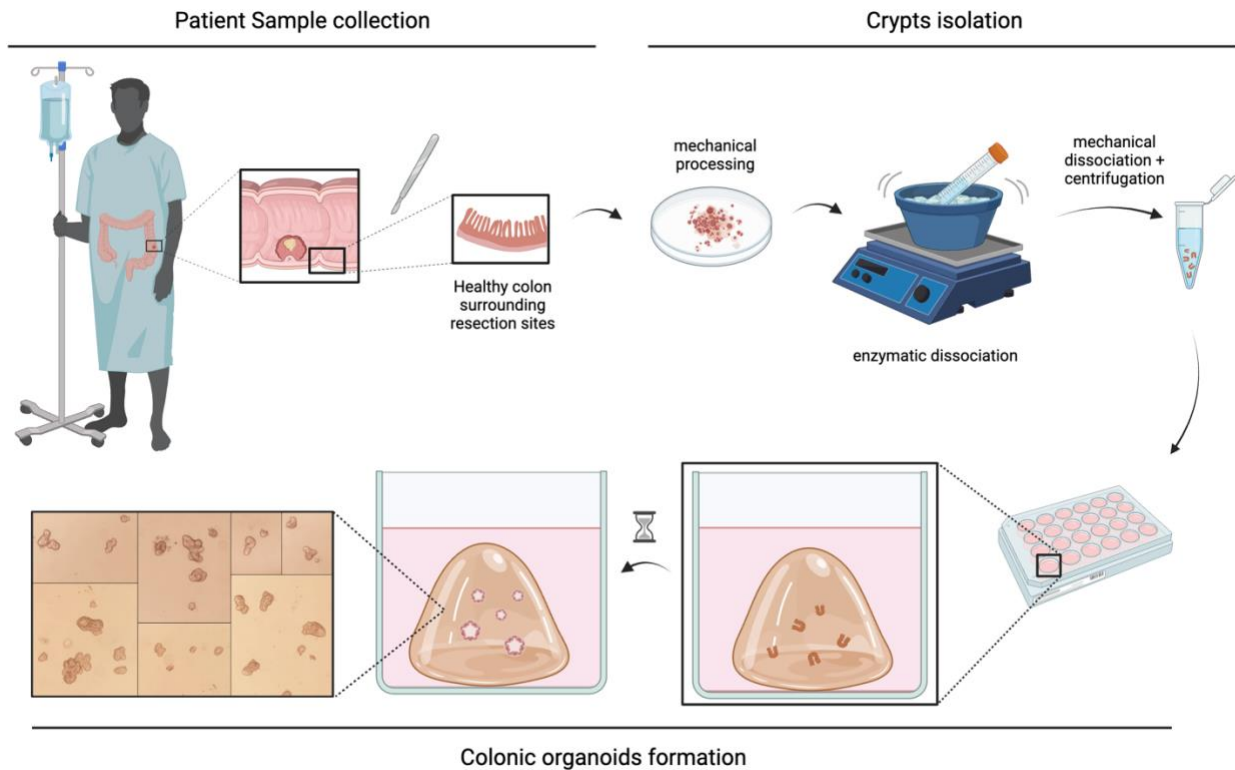 Patient Sample collection
Crypts isolation
mechanical
processing
mechanical
dissociation +
centrifugation
Healthy colon
surrounding
resection sites
enzymatic dissociation
Colonic organoids formation